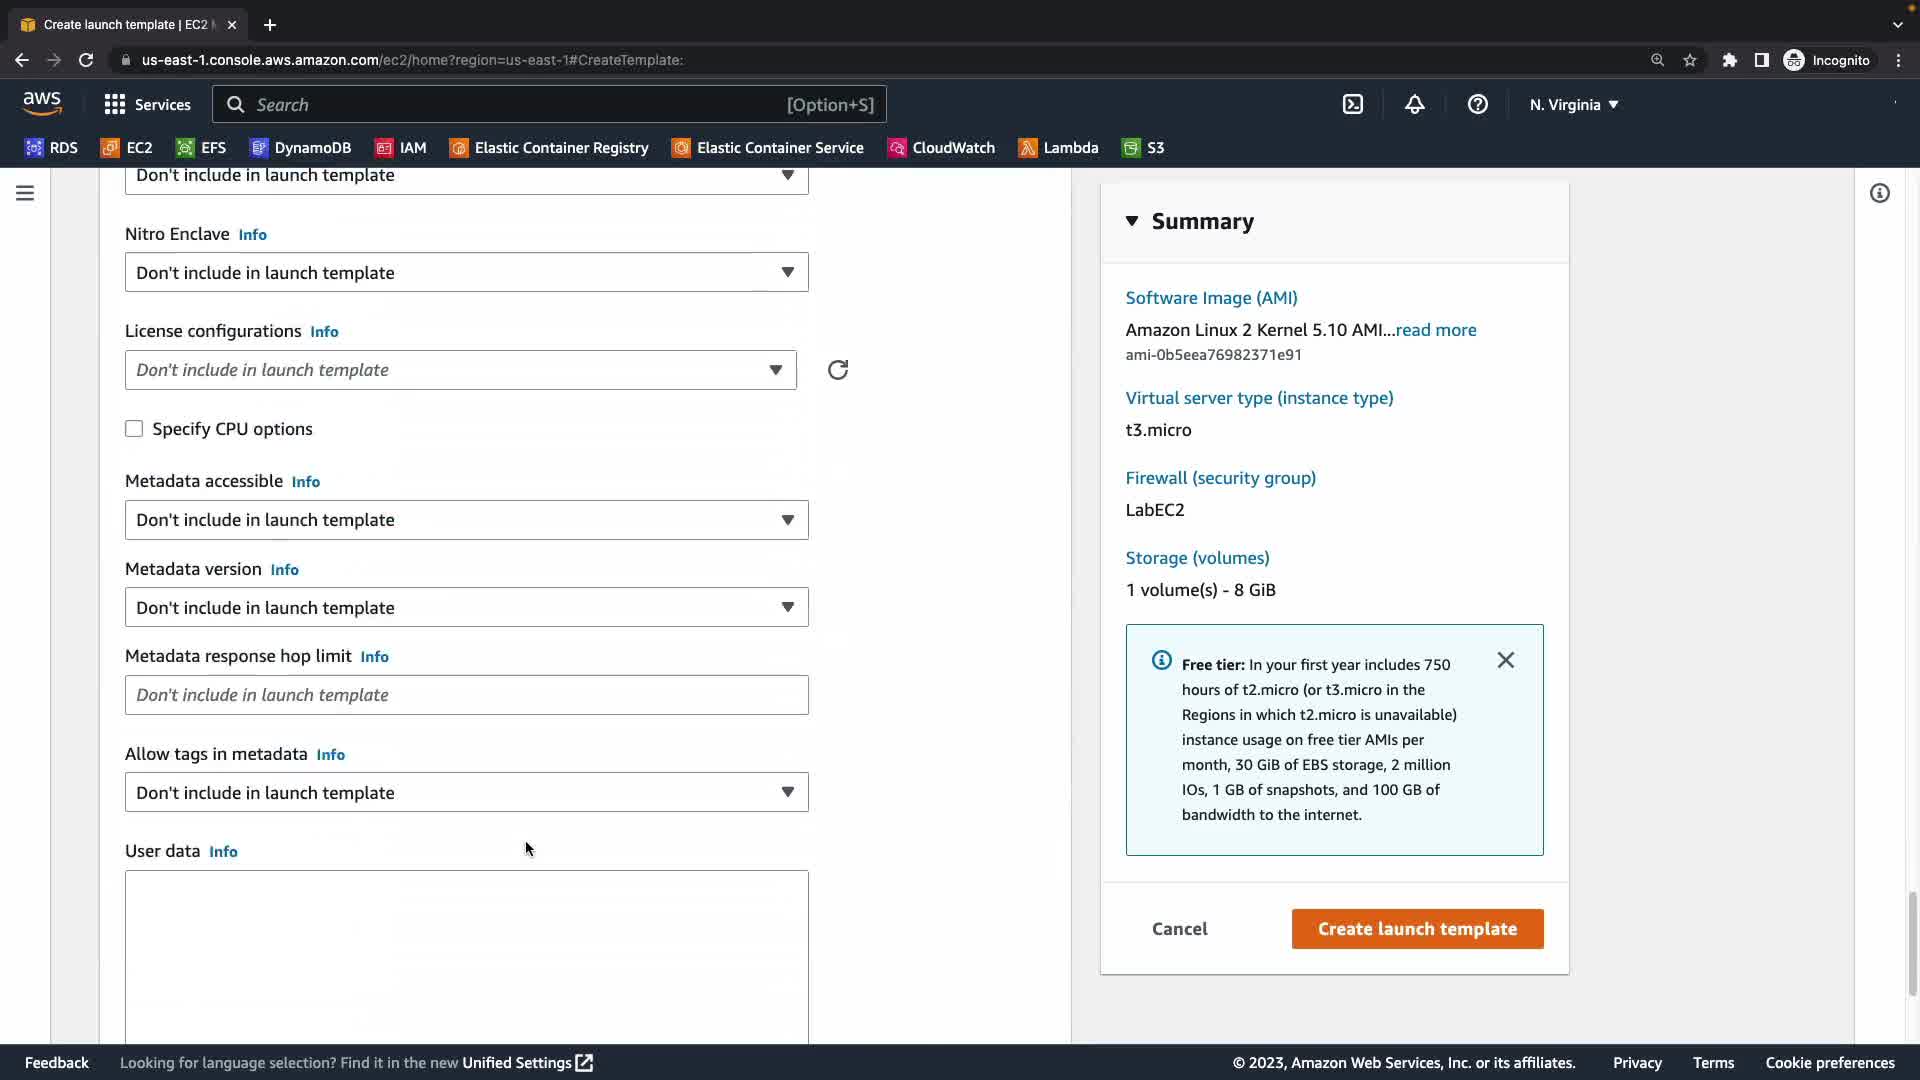 Create launch template | EC2
us-east-1.console.aws.amazon.com/ec2/home?region=us-east-1#CreateTemplate:
Incognito
aws
Services
Search
[Option+S]
N. Virginia
RDS
EC2
EFS
DynamoDB
IAM
Elastic Container Registry
Elastic Container Service
CloudWatch
Lambda
S3
Don't include in launch template
Nitro Enclave Info
Don't include in launch template
License configurations Info
Don't include in launch template
Specify CPU options
Metadata accessible Info
Don't include in launch template
Metadata version Info
Don't include in launch template
Metadata response hop limit Info
Don't include in launch template
Allow tags in metadata Info
Don't include in launch template
User data Info
Summary
Software Image (AMI)
Amazon Linux 2 Kernel 5.10 AMI...read more
ami-0b5eea76982371e91
Virtual server type (instance type)
t3.micro
Firewall (security group)
LabEC2
Storage (volumes)
1 volume(s) - 8 GiB
Free tier: In your first year includes 750
hours of t2.micro (or t3.micro in the
Regions in which t2.micro is unavailable)
instance usage on free tier AMIs per
month, 30 GiB of EBS storage, 2 million
IOs, 1 GB of snapshots, and 100 GB of
bandwidth to the internet.
Cancel
Create launch template
Feedback
Looking for language selection? Find it in the new Unified Settings
© 2023, Amazon Web Services, Inc. or its affiliates.
Privacy
Terms
Cookie preferences